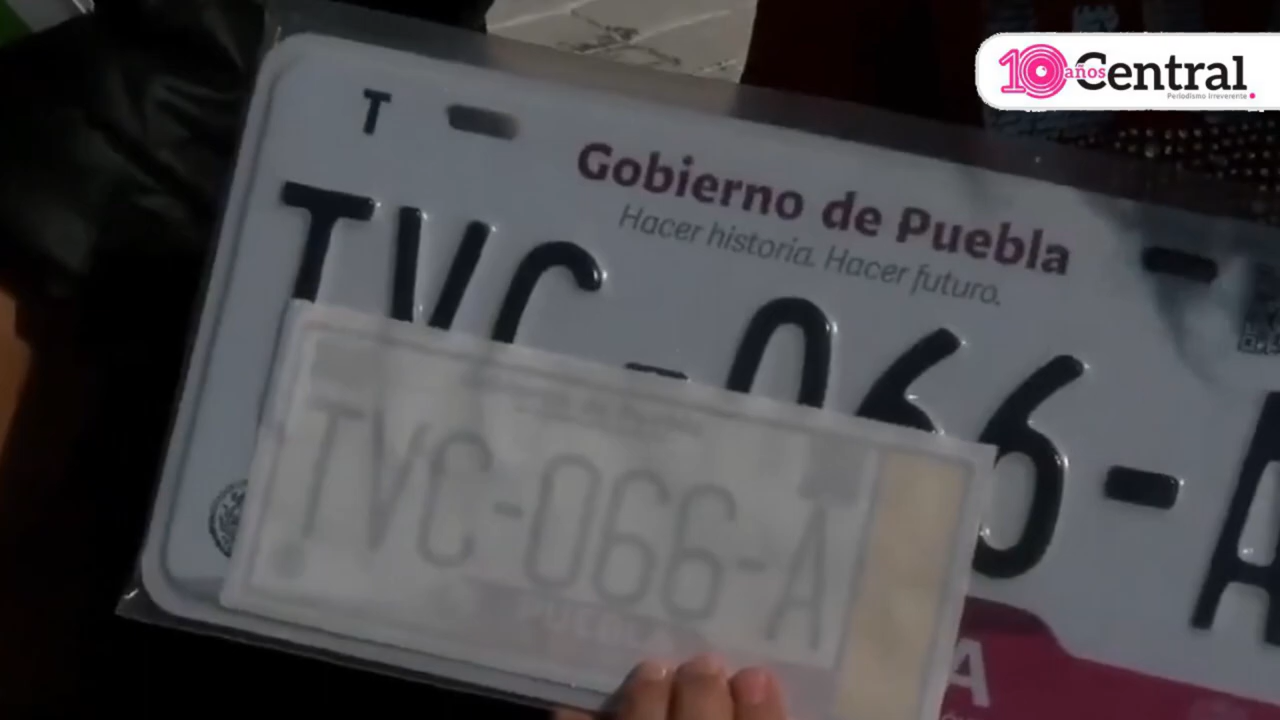 10 años Central
Periodismo Irreverente
T
Gobierno de Puebla
Hacer historia. Hacer futuro.
TVC-066-A
TVC-066-A
PUEBLA
A